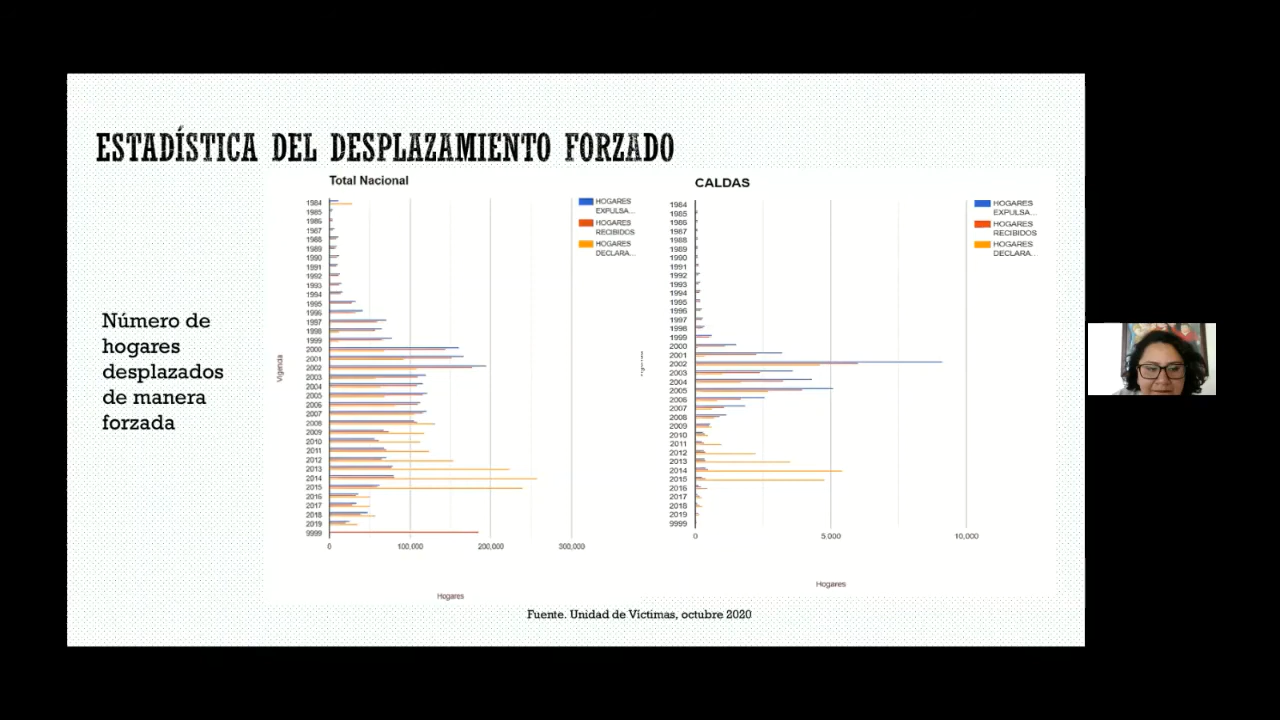 ESTADÍSTICA DEL DESPLAZAMIENTO FORZADO
Número de
hogares
desplazados
de manera
forzada
Total Nacional
HOGARES
EXPULSA...
HOGARES
RECIBIDOS
HOGARES
DECLARA...
Vigencia
1984
1985
1986
1987
1988
1989
1990
1991
1992
1993
1994
1995
1996
1997
1998
1999
2000
2001
2002
2003
2004
2005
2006
2007
2008
2009
2010
2011
2012
2013
2014
2015
2016
2017
2018
2019
9999
0 100,000 200,000 300,000
Hogares
CALDAS
HOGARES
EXPULSA...
HOGARES
RECIBIDOS
HOGARES
DECLARA...
1984
1985
1986
1987
1988
1989
1990
1991
1992
1993
1994
1995
1996
1997
1998
1999
2000
2001
2002
2003
2004
2005
2006
2007
2008
2009
2010
2011
2012
2013
2014
2015
2016
2017
2018
2019
9999
0 5,000 10,000
Hogares
Fuente. Unidad de Víctimas, octubre 2020